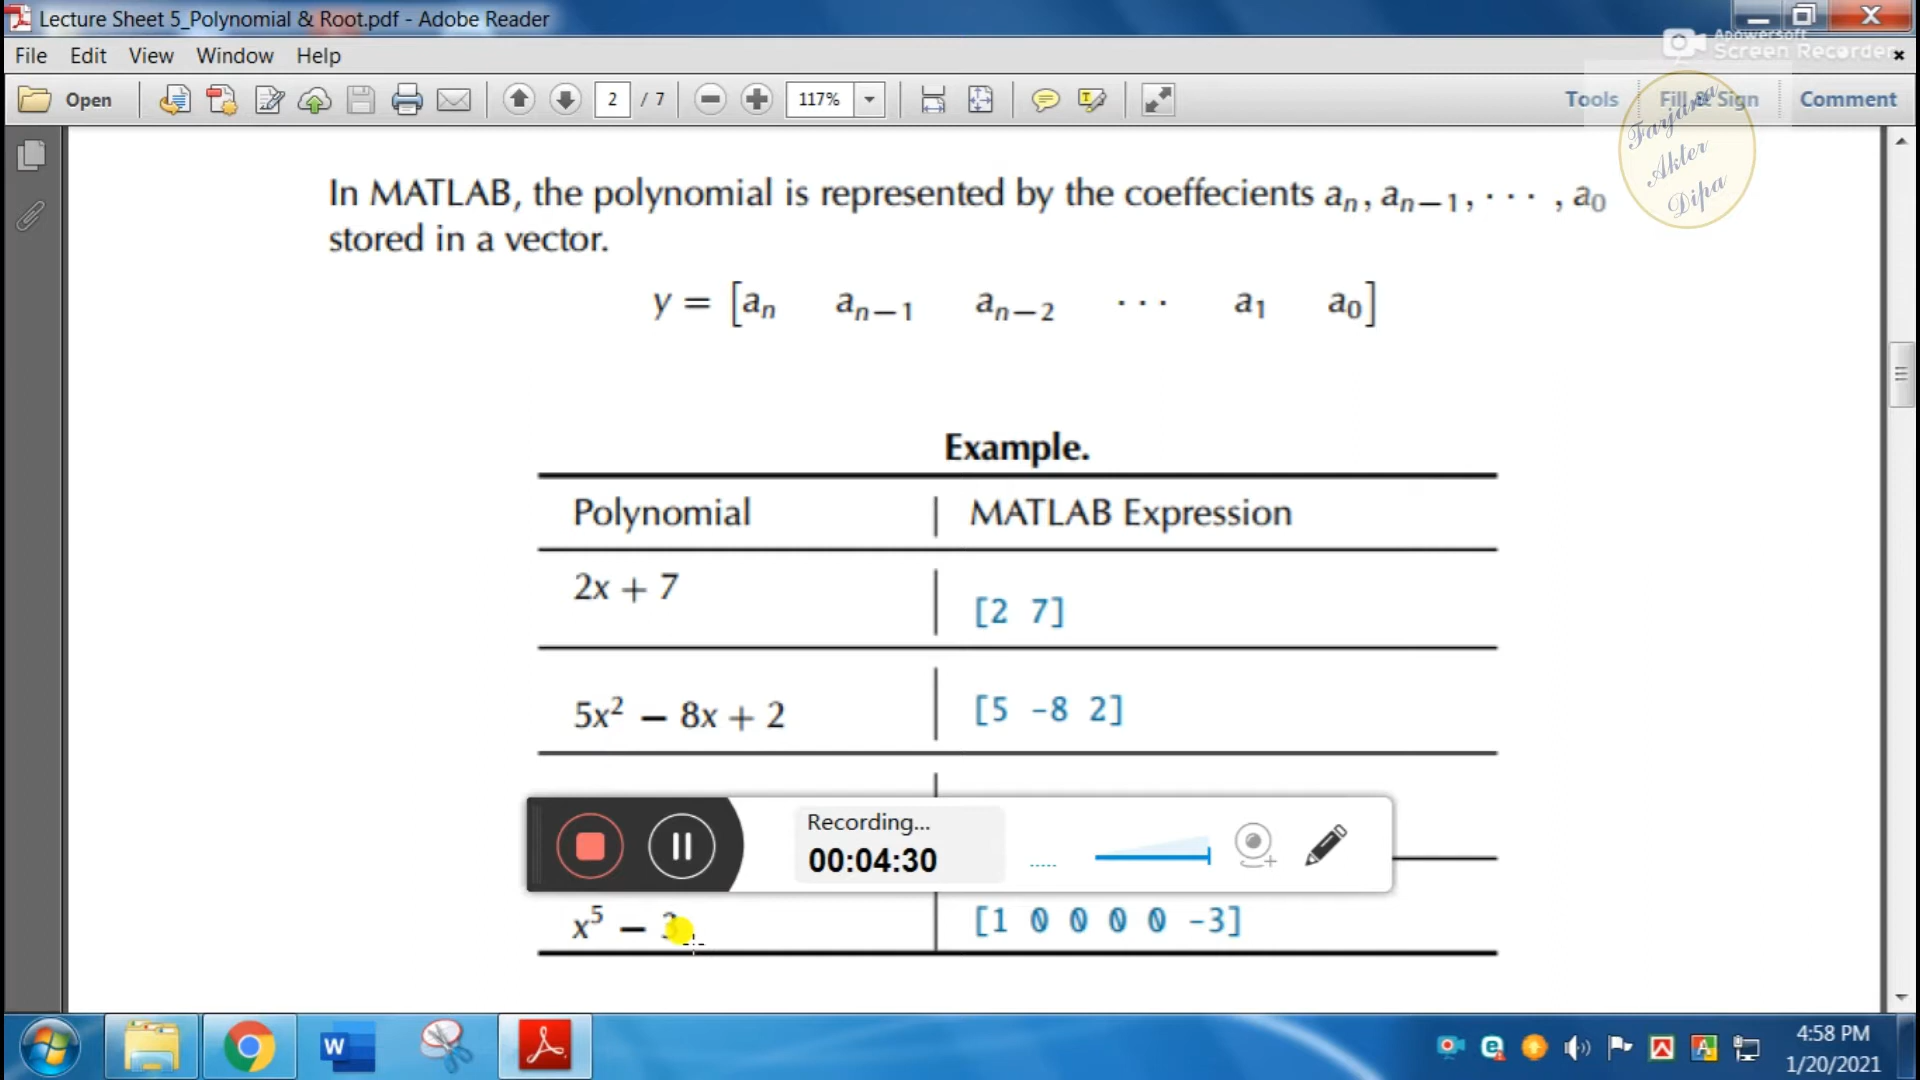 Lecture Sheet 5_Polynomial & Root.pdf - Adobe Reader
Apowersoft
Screen Recorder
File Edit View Window Help
Open 2 / 7 117% Tools Fill & Sign Comment
Farjana
Akter
Dipa
In MATLAB, the polynomial is represented by the coeffecients aₙ, aₙ₋₁, ⋯ , a₀
stored in a vector.
y = [aₙ aₙ₋₁ aₙ₋₂ ⋯ a₁ a₀]
Example.
Polynomial | MATLAB Expression
2x + 7 | [2 7]
5x² − 8x + 2 | [5 -8 2]
Recording...
00:04:30
x⁵ − 3 | [1 0 0 0 0 -3]
4:58 PM
1/20/2021